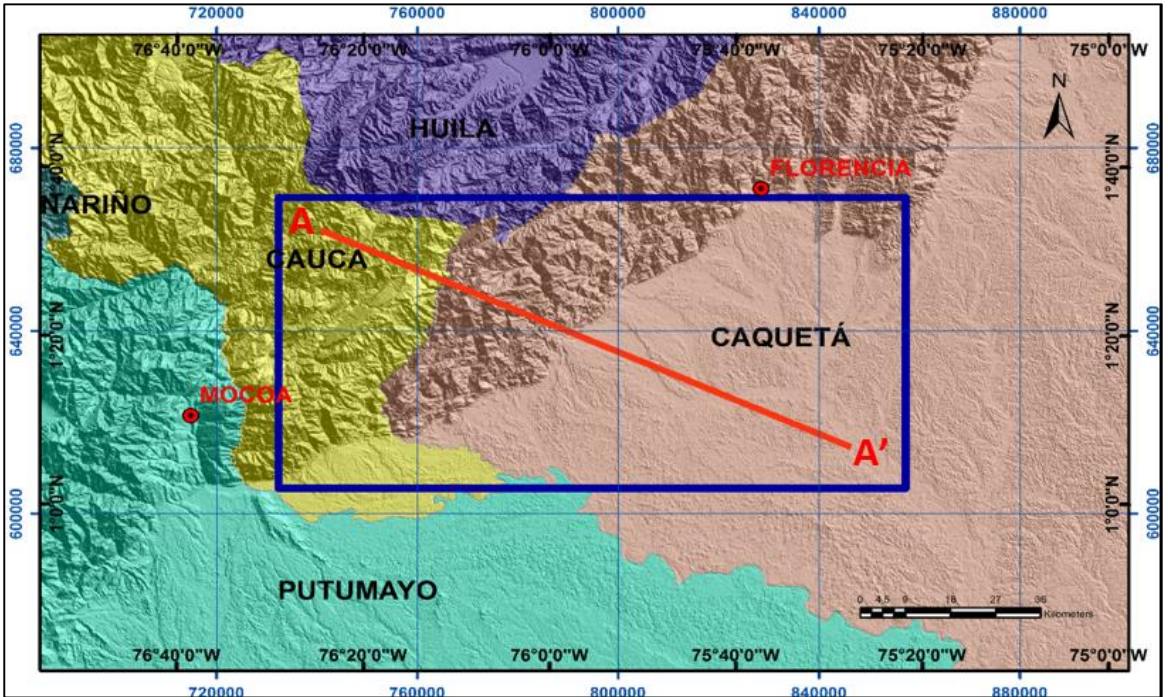 720000 760000 800000 840000 880000
76°40'0"W 76°20'0"W 76°0'0"W 75°40'0"W 75°20'0"W 75°0'0"W
N
HUILA
680000
680000
1°40'0"N
1°40'0"N
FLORENCIA
NARIÑO
A
CAUCA
CAQUETÁ
640000
640000
1°20'0"N
1°20'0"N
MOCOA
A'
1°0'0"N
1°0'0"N
600000
600000
PUTUMAYO
0 4,5 9 18 27 36
Kilometers
76°40'0"W 76°20'0"W 76°0'0"W 75°40'0"W 75°20'0"W 75°0'0"W
720000 760000 800000 840000 880000